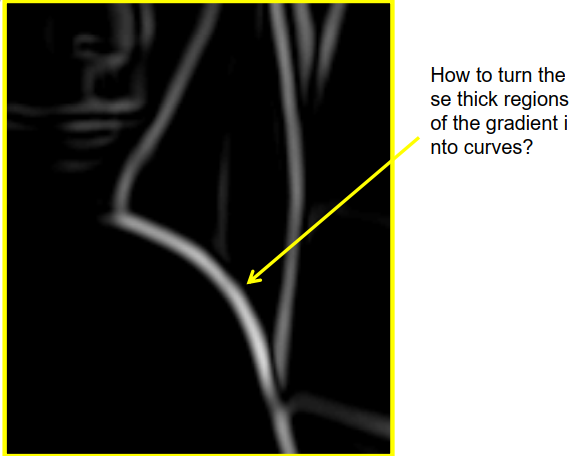 How to turn the
se thick regions
of the gradient i
nto curves?